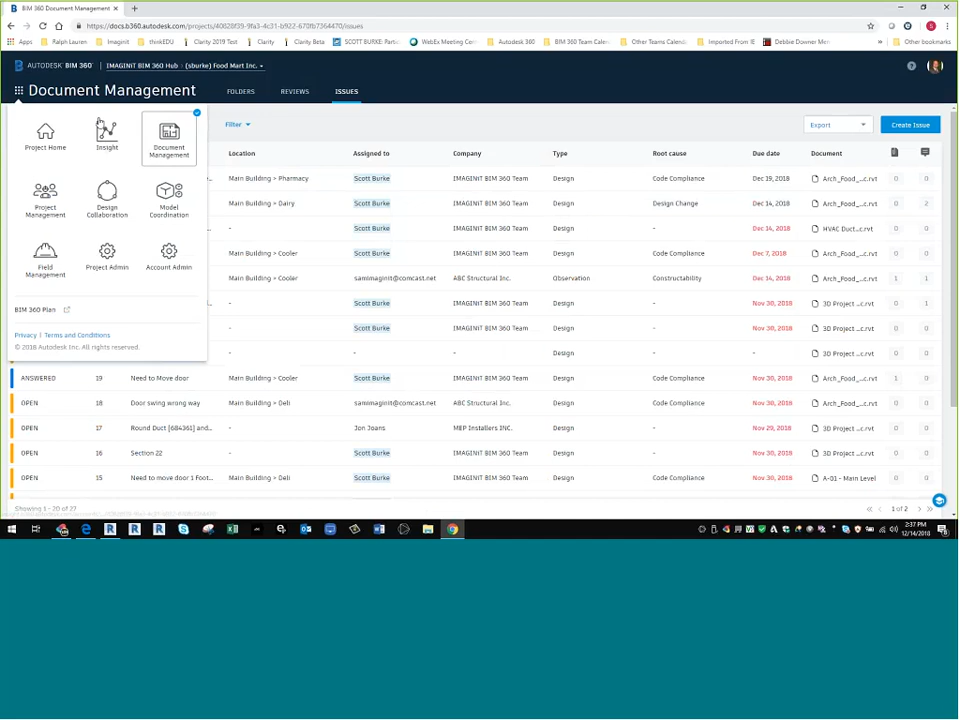 BIM 360 Document Management
https://docs.b360.autodesk.com/projects/40828f39-9fa3-4c31-b922-670fb7364470/issues
Apps Ralph Lauren Imaginit thinkEDU Clarity 2019 Test Clarity Clarity Beta SCOTT BURKE: Partic WebEx Meeting Cen Autodesk 360 BIM 360 Team Calen Other Teams Calenda Imported From IE Debbie Downer Men » Other bookmarks
AUTODESK® BIM 360® | IMAGINiT BIM 360 Hub : (sburke) Food Mart Inc.
Document Management FOLDERS REVIEWS ISSUES
Project Home Insight Document Management
Project Management Design Collaboration Model Coordination
Field Management Project Admin Account Admin
BIM 360 Plan
Privacy | Terms and Conditions
© 2018 Autodesk Inc. All rights reserved.
Filter Export Create Issue
Location Assigned to Company Type Root cause Due date Document
Main Building > Pharmacy Scott Burke IMAGINiT BIM 360 Team Design Code Compliance Dec 19, 2018 Arch_Food_...c.rvt 0 0
Main Building > Dairy Scott Burke IMAGINiT BIM 360 Team Design Design Change Dec 14, 2018 Arch_Food_...c.rvt 0 2
- Scott Burke IMAGINiT BIM 360 Team Design - Dec 14, 2018 HVAC Duct...c.rvt 0 0
Main Building > Cooler Scott Burke IMAGINiT BIM 360 Team Design Code Compliance Dec 7, 2018 Arch_Food_...c.rvt 0 0
Main Building > Cooler samimaginit@comcast.net ABC Structural Inc. Observation Constructability Dec 14, 2018 Arch_Food_...c.rvt 1 1
- Scott Burke IMAGINiT BIM 360 Team Design - Nov 30, 2018 3D Project ...c.rvt 0 1
- Scott Burke IMAGINiT BIM 360 Team Design - Nov 30, 2018 3D Project ...c.rvt 0 0
- - - Design - - 3D Project ...c.rvt 0 0
ANSWERED 19 Need to Move door Main Building > Cooler Scott Burke IMAGINiT BIM 360 Team Design Code Compliance Nov 30, 2018 Arch_Food_...c.rvt 1 0
OPEN 18 Door swing wrong way Main Building > Deli samimaginit@comcast.net ABC Structural Inc. Design Code Compliance Nov 30, 2018 Arch_Food_...c.rvt 0 0
OPEN 17 Round Duct [684361] and... - Jon Joans MEP Installers INC. Design - Nov 29, 2018 3D Project ...c.rvt 0 0
OPEN 16 Section 22 - Scott Burke IMAGINiT BIM 360 Team Design - Nov 30, 2018 3D Project ...c.rvt 0 0
OPEN 15 Need to move door 1 Foot... Main Building > Deli Scott Burke IMAGINiT BIM 360 Team Design Code Compliance Nov 30, 2018 A-01 - Main Level 0 0
Showing 1 - 20 of 27 1 of 2
2:37 PM
12/14/2018